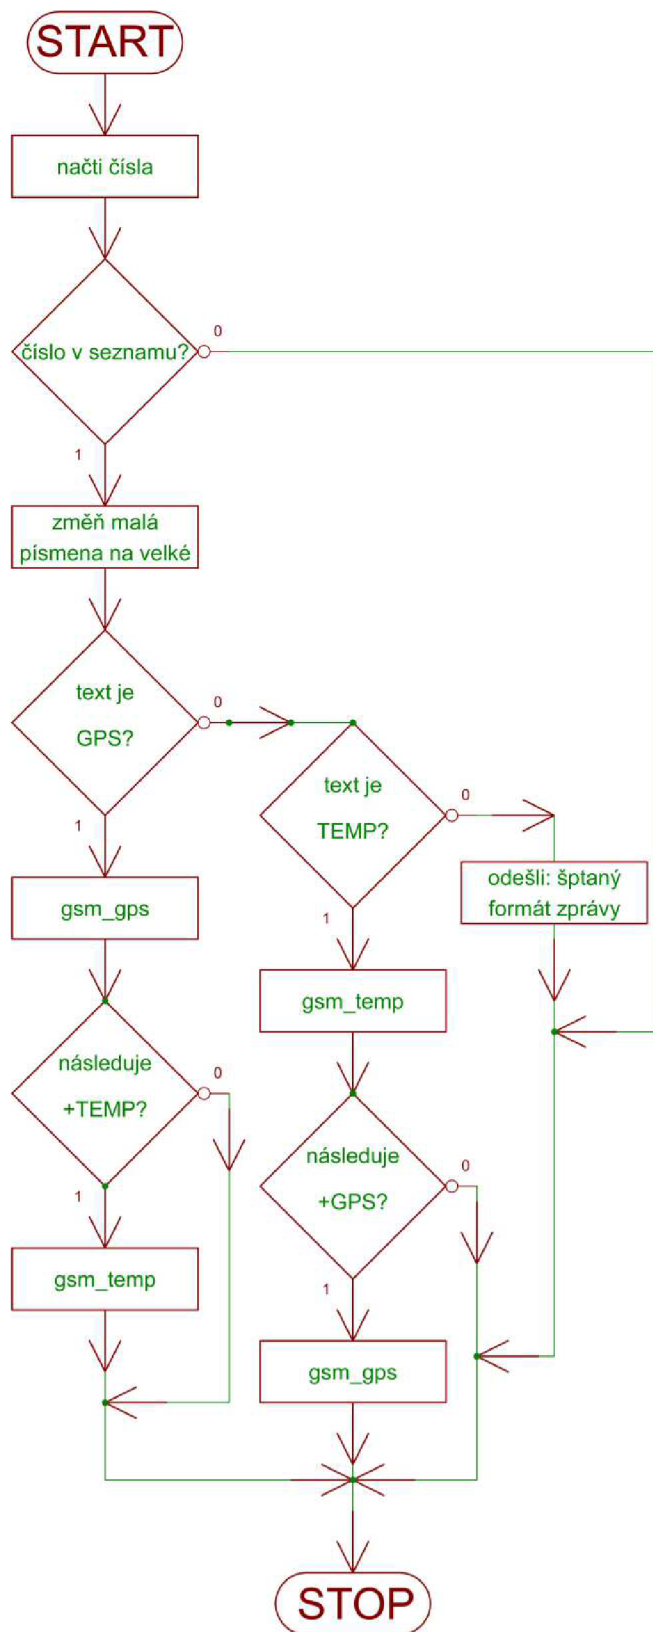 START
načti čísla
číslo v seznamu?
0
1
změň malá
písmena na velké
text je
GPS?
0
1
text je
TEMP?
0
1
odešli: šptaný
formát zprávy
gsm_gps
gsm_temp
následuje
+TEMP?
0
1
následuje
+GPS?
0
1
gsm_temp
gsm_gps
STOP